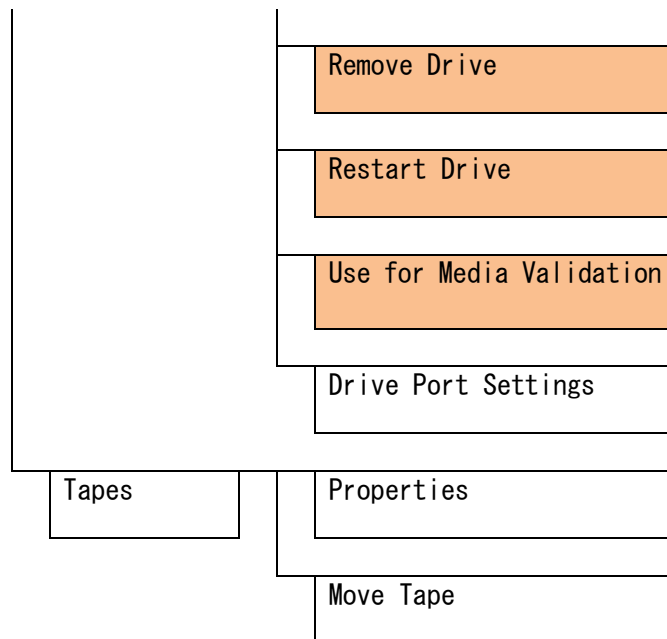 Remove Drive
Restart Drive
Use for Media Validation
Drive Port Settings
Tapes
Properties
Move Tape